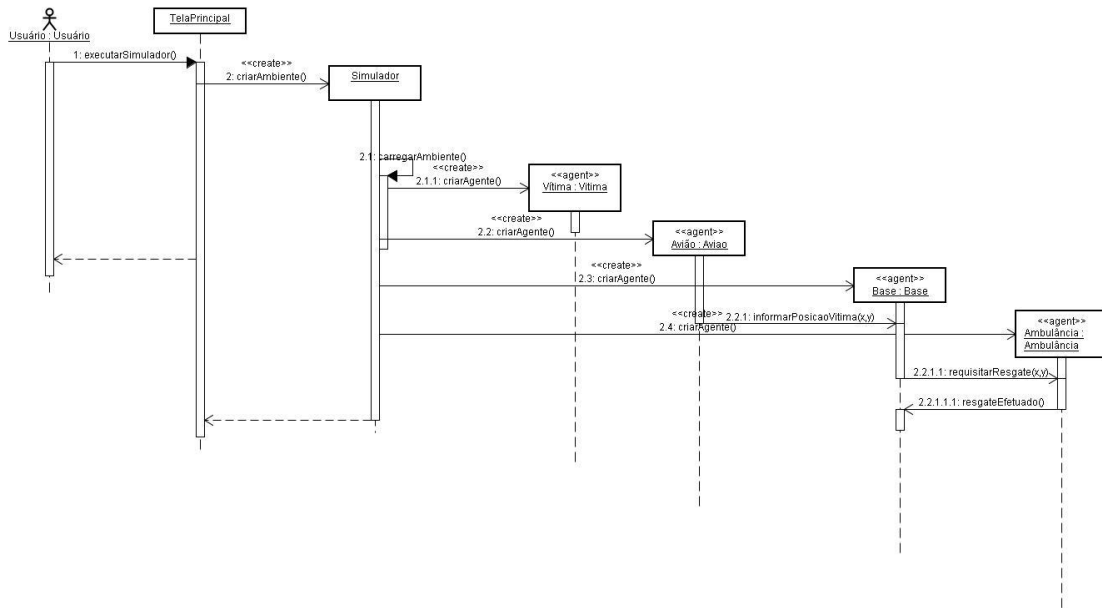 TelaPrincipal
Usuário : Usuário
1: executarSimulador()
<<create>>
2: criarAmbiente()
Simulador
2.1: carregarAmbiente()
<<create>>
2.1.1: criarAgente()
<<agent>>
Vítima : Vitima
<<create>>
2.2: criarAgente()
<<agent>>
Avião : Aviao
<<create>>
2.3: criarAgente()
<<agent>>
Base : Base
<<create>>
2.4: criarAgente()
2.2.1: informarPosicaoVitima(x,y)
<<agent>>
Ambulância :
Ambulância
2.2.1.1: requisitarResgate(x,y)
2.2.1.1.1: resgateEfetuado()